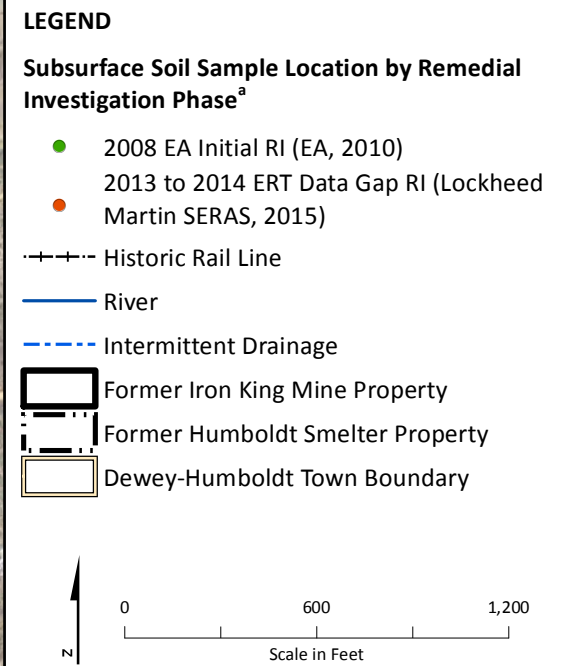 LEGEND
Subsurface Soil Sample Location by Remedial
Investigation Phaseᵃ
2008 EA Initial RI (EA, 2010)
2013 to 2014 ERT Data Gap RI (Lockheed
Martin SERAS, 2015)
Historic Rail Line
River
Intermittent Drainage
Former Iron King Mine Property
Former Humboldt Smelter Property
Dewey-Humboldt Town Boundary
0 600 1,200
Scale in Feet
N